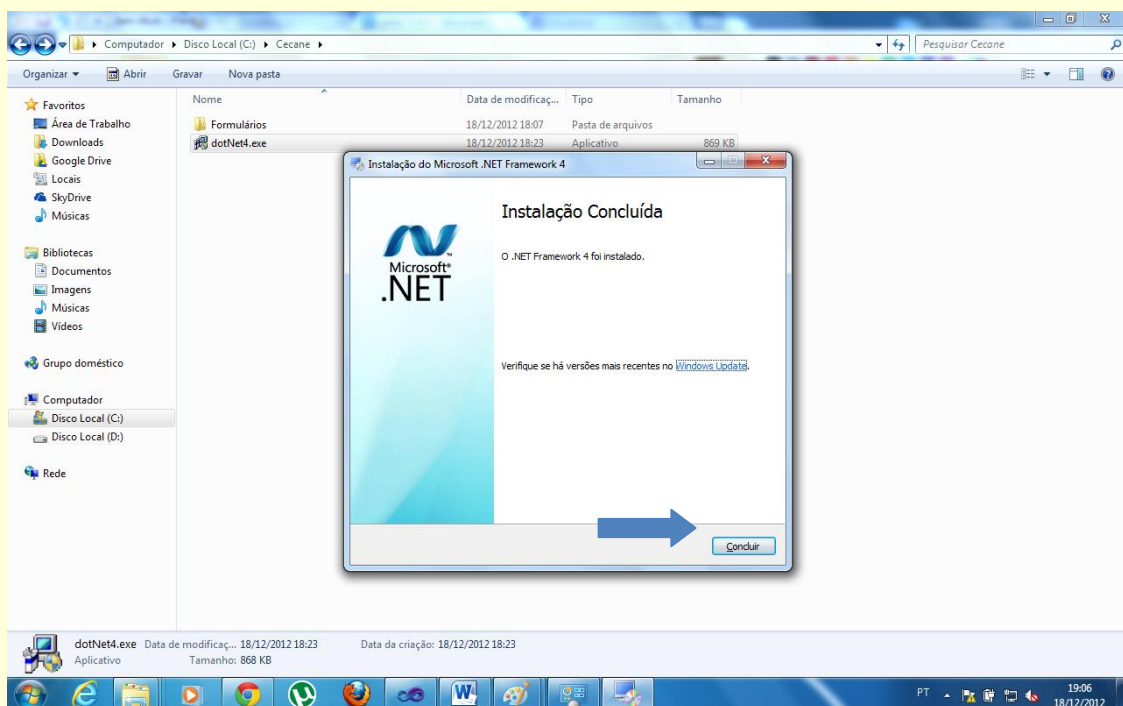 Computador ▸ Disco Local (C:) ▸ Cecane ▸
Pesquisar Cecane
Organizar
Abrir
Gravar
Nova pasta
Nome
Data de modificaç...
Tipo
Tamanho
Favoritos
Área de Trabalho
Downloads
Google Drive
Locais
SkyDrive
Músicas
Bibliotecas
Documentos
Imagens
Músicas
Vídeos
Grupo doméstico
Computador
Disco Local (C:)
Disco Local (D:)
Rede
Formulários 18/12/2012 18:07 Pasta de arquivos
dotNet4.exe 18/12/2012 18:23 Aplicativo 869 KB
Instalação do Microsoft .NET Framework 4
Microsoft®
.NET
Instalação Concluída
O .NET Framework 4 foi instalado.
Verifique se há versões mais recentes no Windows Update.
Concluir
dotNet4.exe Data de modificaç... 18/12/2012 18:23 Data da criação: 18/12/2012 18:23
Aplicativo Tamanho: 868 KB
PT
19:06
18/12/2012